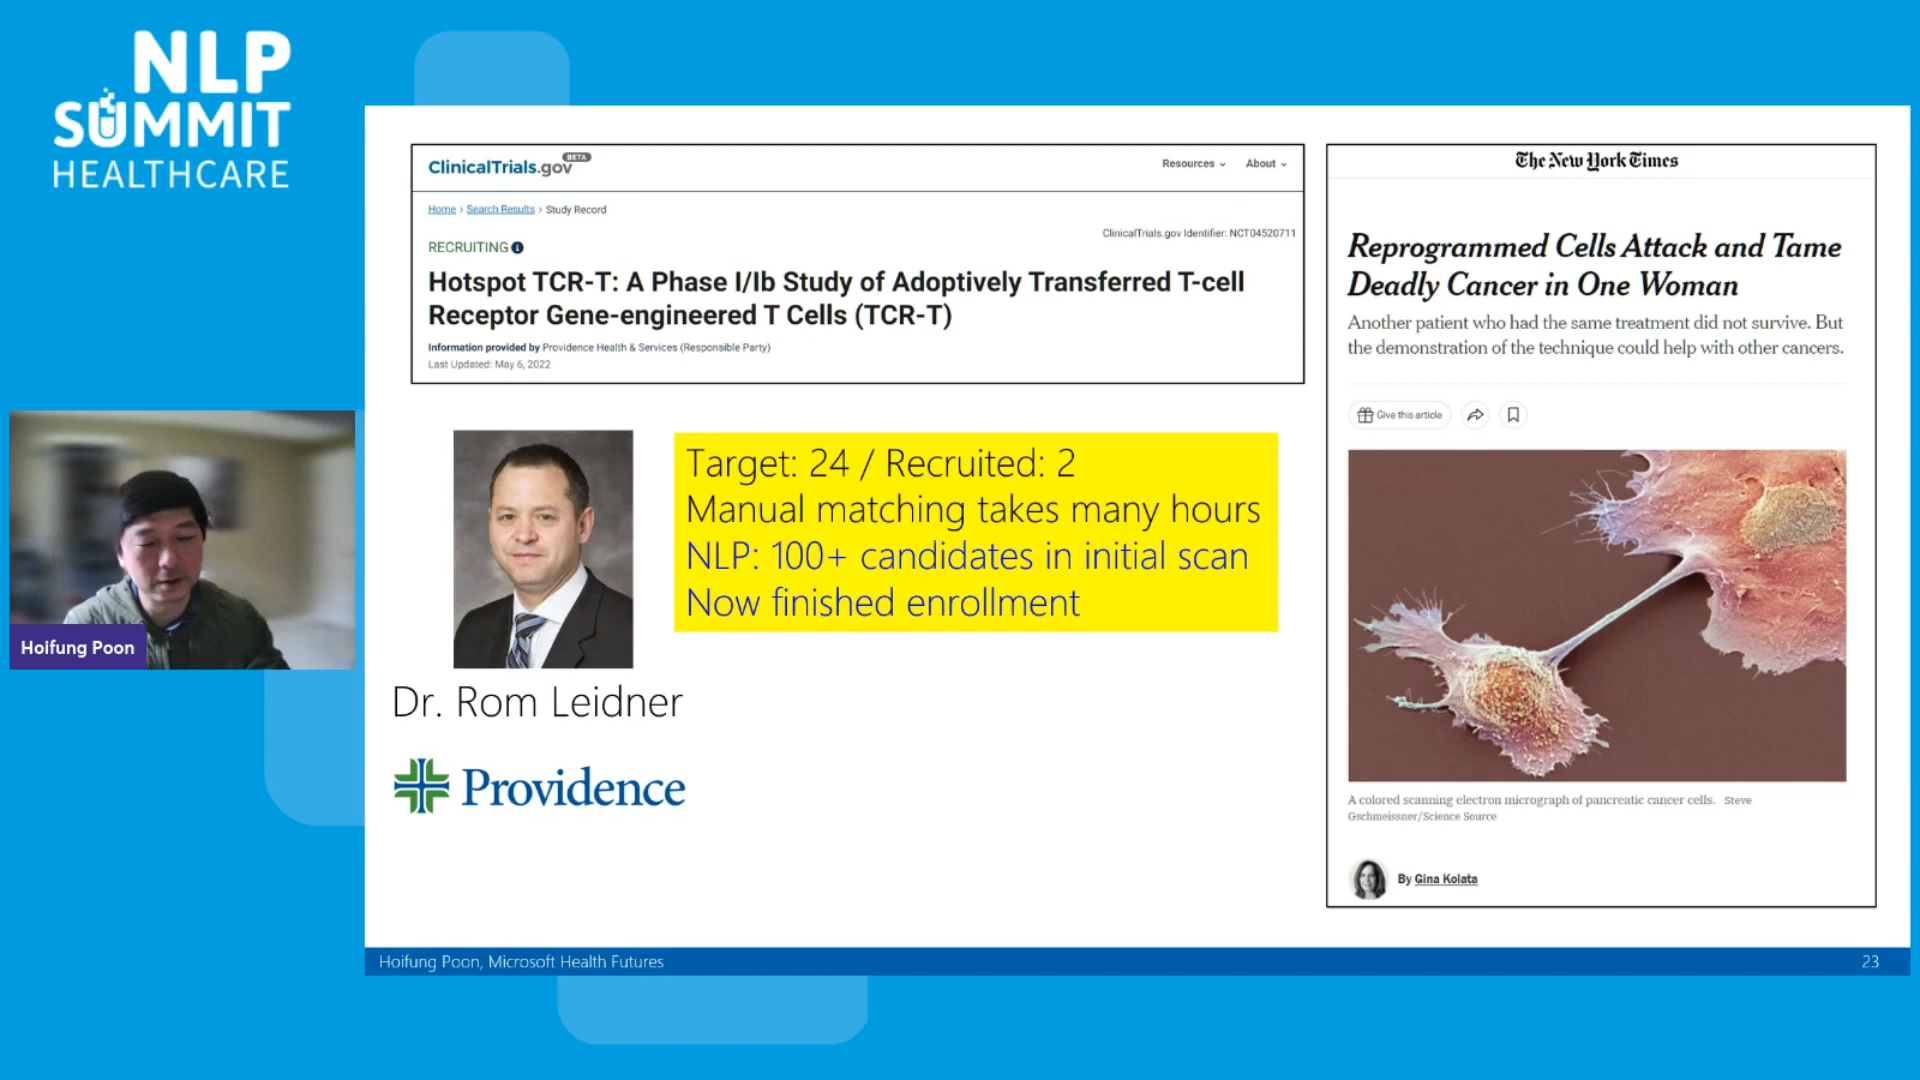 NLP
SUMMIT
HEALTHCARE
ClinicalTrials.gov BETA
Resources About
Home › Search Results › Study Record
ClinicalTrials.gov Identifier: NCT04520711
RECRUITING
Hotspot TCR-T: A Phase I/Ib Study of Adoptively Transferred T-cell
Receptor Gene-engineered T Cells (TCR-T)
Information provided by Providence Health & Services (Responsible Party)
Last Updated: May 6, 2022
The New York Times
Reprogrammed Cells Attack and Tame
Deadly Cancer in One Woman
Another patient who had the same treatment did not survive. But
the demonstration of the technique could help with other cancers.
Give this article
A colored scanning electron micrograph of pancreatic cancer cells. Steve
Gschmeissner/Science Source
By Gina Kolata
Target: 24 / Recruited: 2
Manual matching takes many hours
NLP: 100+ candidates in initial scan
Now finished enrollment
Hoifung Poon
Dr. Rom Leidner
Providence
Hoifung Poon, Microsoft Health Futures
23